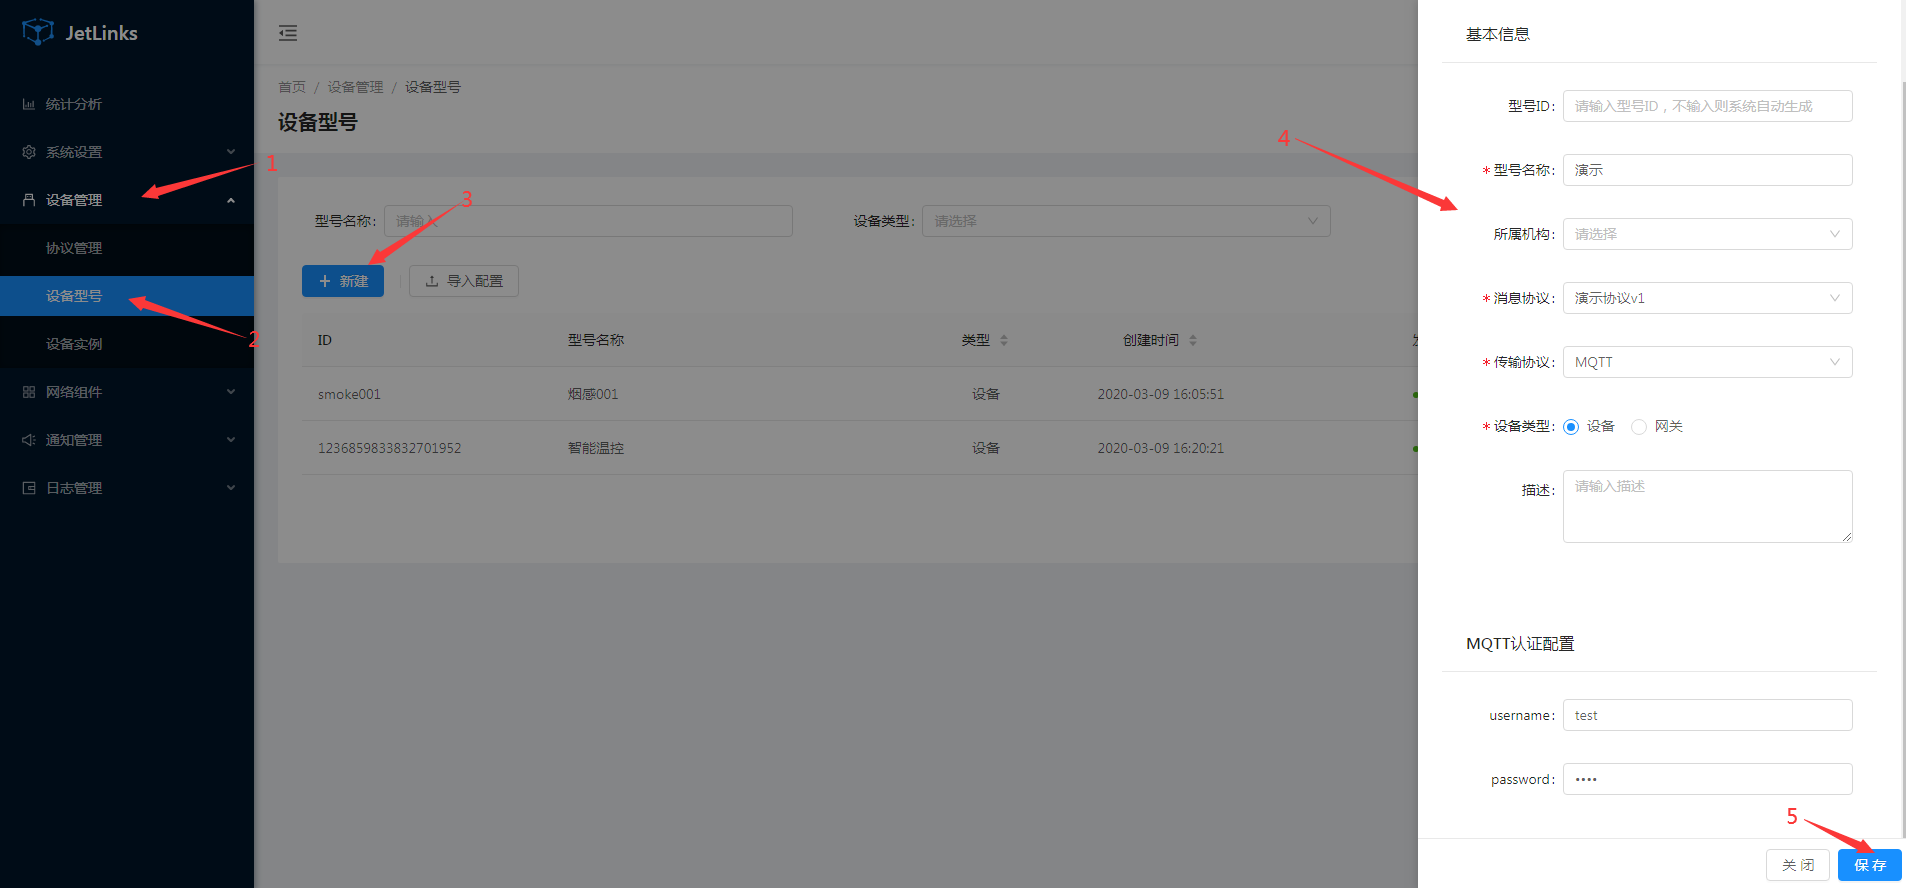 JetLinks
统计分析
系统设置
设备管理
协议管理
设备型号
设备实例
网络组件
通知管理
日志管理
1
2
首页 / 设备管理 / 设备型号
设备型号
3
型号名称: 请输入
设备类型: 请选择
新建
导入配置
ID 型号名称 类型 创建时间
smoke001 烟感001 设备 2020-03-09 16:05:51
1236859833832701952 智能温控 设备 2020-03-09 16:20:21
4
基本信息
型号ID: 请输入型号ID，不输入则系统自动生成
* 型号名称: 演示
所属机构: 请选择
* 消息协议: 演示协议v1
* 传输协议: MQTT
* 设备类型: 设备 网关
描述: 请输入描述
MQTT认证配置
username: test
password: ••••
5
关 闭
保 存